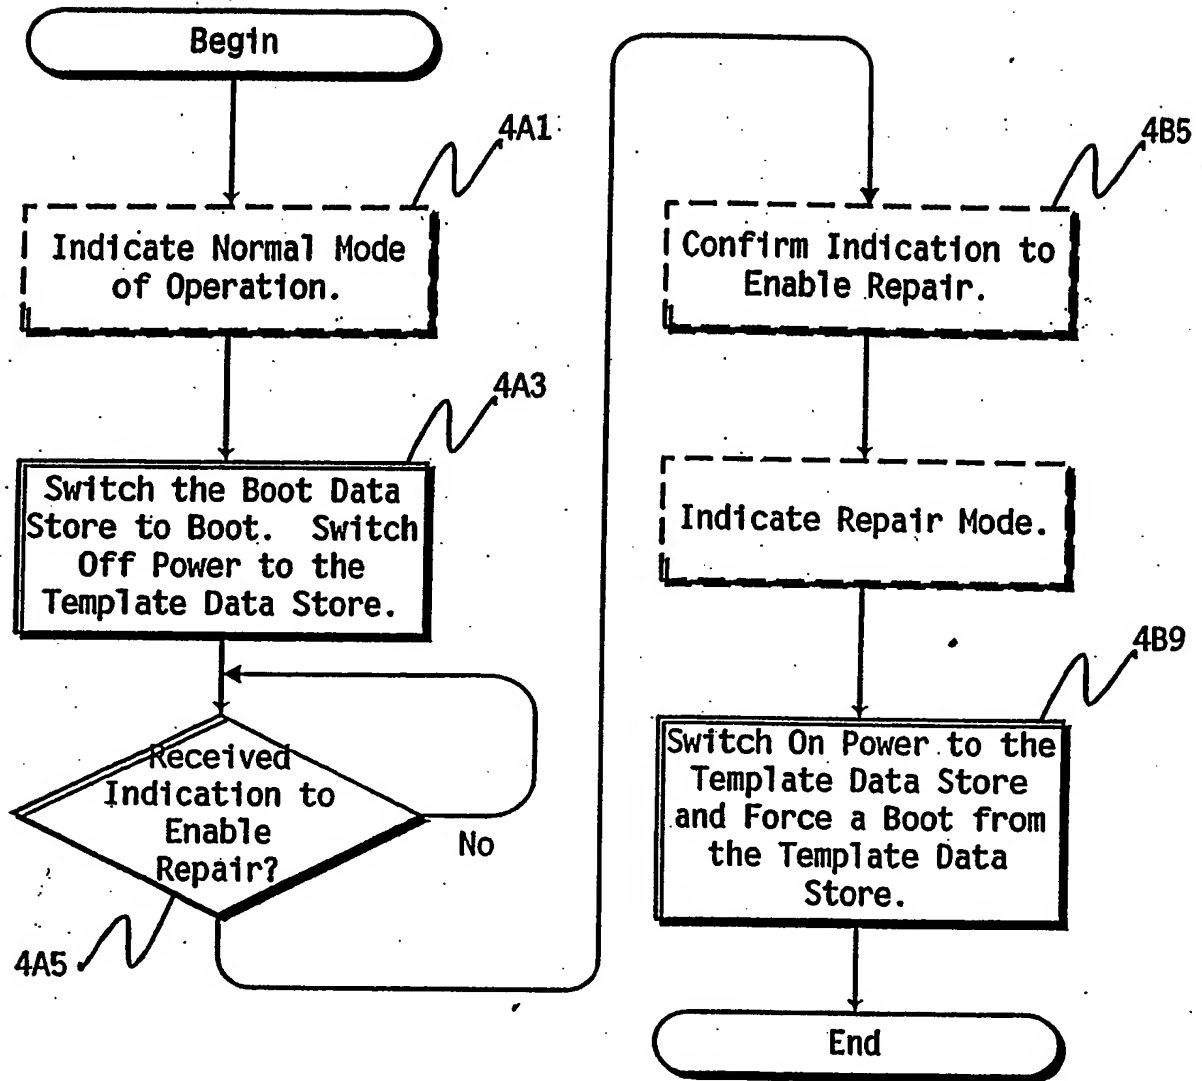 Begin
4A1
Indicate Normal Mode
of Operation.
4A3
Switch the Boot Data
Store to Boot. Switch
Off Power to the
Template Data Store.
Received
Indication to
Enable
Repair?
No
4A5
4B5
Confirm Indication to
Enable Repair.
Indicate Repair Mode.
4B9
Switch On Power to the
Template Data Store
and Force a Boot from
the Template Data
Store.
End